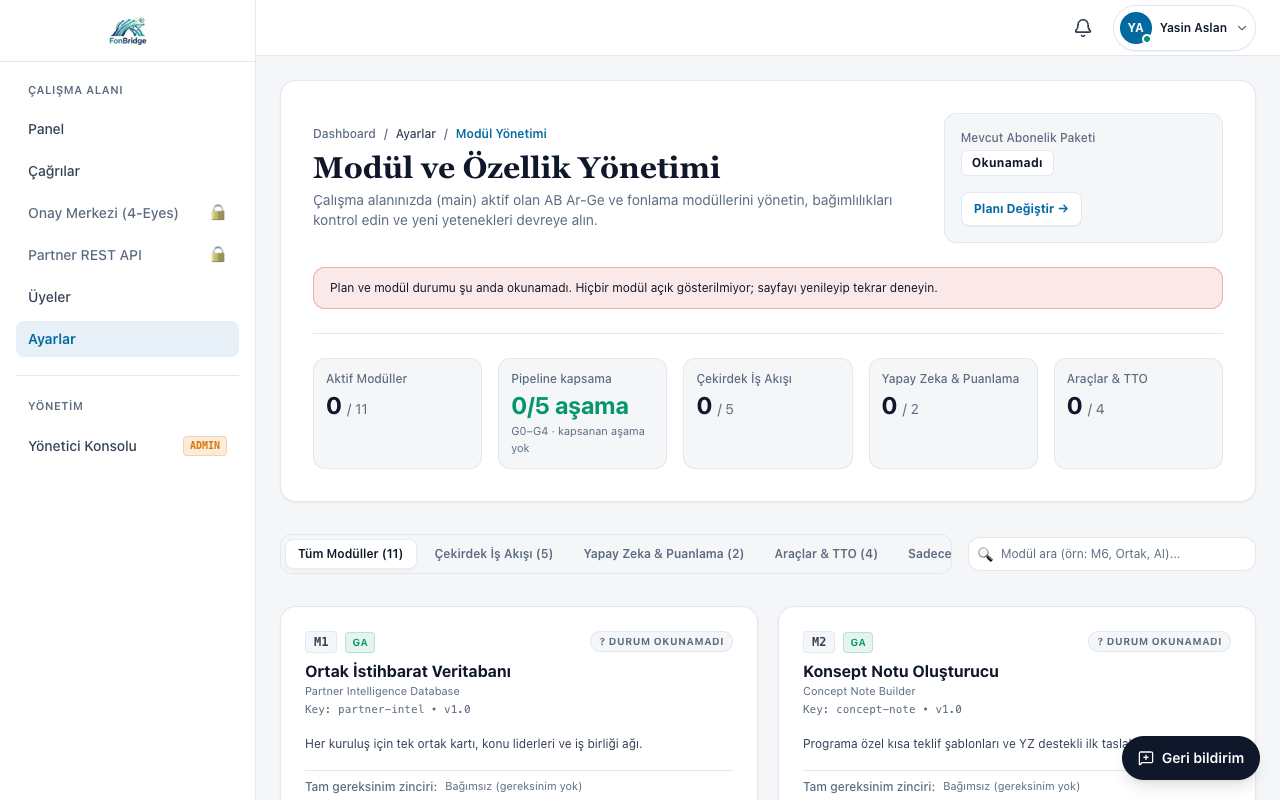 FonBridge
YA
Yasin Aslan
ÇALIŞMA ALANI
Panel
Çağrılar
Onay Merkezi (4-Eyes)
Partner REST API
Üyeler
Ayarlar
YÖNETİM
Yönetici Konsolu
ADMIN
Dashboard / Ayarlar / Modül Yönetimi
Modül ve Özellik Yönetimi
Çalışma alanınızda (main) aktif olan AB Ar-Ge ve fonlama modüllerini yönetin, bağımlılıkları
kontrol edin ve yeni yetenekleri devreye alın.
Mevcut Abonelik Paketi
Okunamadı
Planı Değiştir →
Plan ve modül durumu şu anda okunamadı. Hiçbir modül açık gösterilmiyor; sayfayı yenileyip tekrar deneyin.
Aktif Modüller
0 / 11
Pipeline kapsama
0/5 aşama
G0–G4 · kapsanan aşama
yok
Çekirdek İş Akışı
0 / 5
Yapay Zeka & Puanlama
0 / 2
Araçlar & TTO
0 / 4
Tüm Modüller (11)
Çekirdek İş Akışı (5)
Yapay Zeka & Puanlama (2)
Araçlar & TTO (4)
Sadece
Modül ara (örn: M6, Ortak, AI)...
M1
GA
? DURUM OKUNAMADI
Ortak İstihbarat Veritabanı
Partner Intelligence Database
Key: partner-intel • v1.0
Her kuruluş için tek ortak kartı, konu liderleri ve iş birliği ağı.
Tam gereksinim zinciri: Bağımsız (gereksinim yok)
M2
GA
? DURUM OKUNAMADI
Konsept Notu Oluşturucu
Concept Note Builder
Key: concept-note • v1.0
Programa özel kısa teklif şablonları ve YZ destekli ilk
Tam gereksinim zinciri: Bağımsız (gereksinim yok)
Geri bildirim